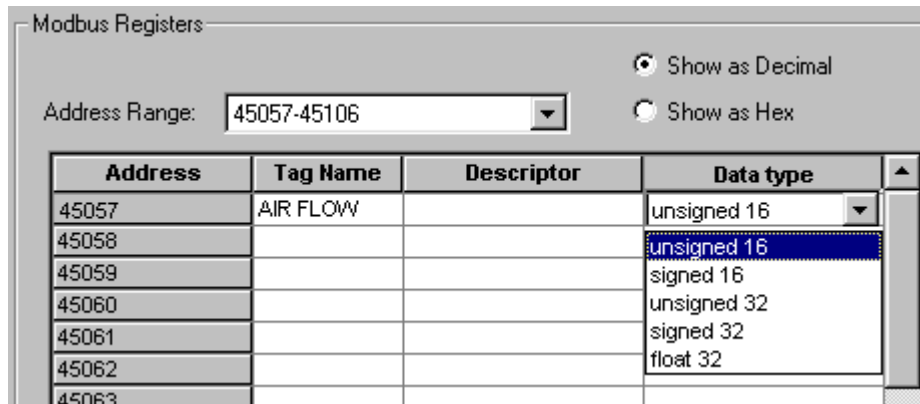 Modbus Registers
Show as Decimal
Address Range: 45057-45106 Show as Hex
Address Tag Name Descriptor Data type
45057 AIR FLOW unsigned 16
45058 unsigned 16
45059 signed 16
45060 unsigned 32
45061 signed 32
45062 float 32
45063